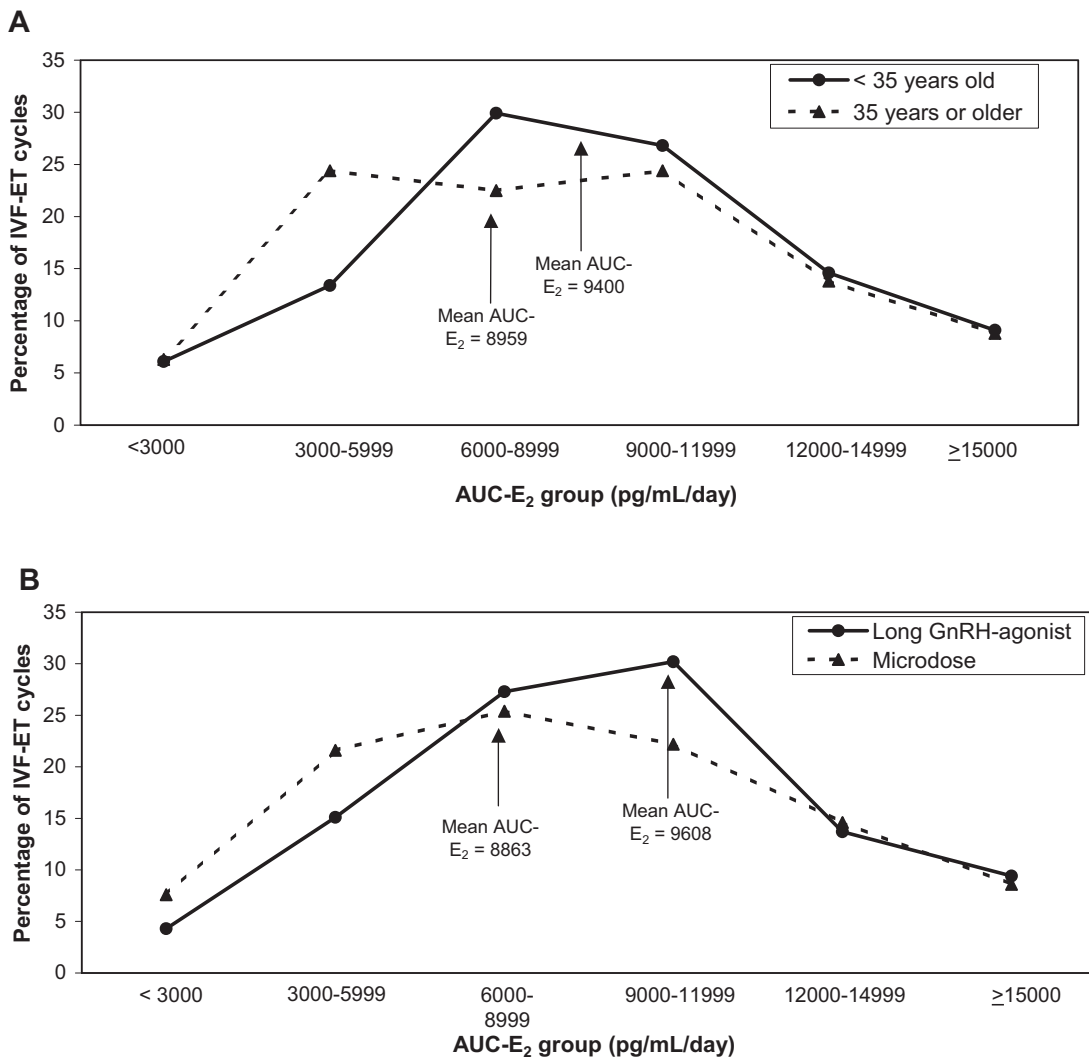 A
35
30
25
20
15
10
5
0
Percentage of IVF-ET cycles
< 35 years old
35 years or older
Mean AUC-
E₂ = 9400
Mean AUC-
E₂ = 8959
<3000 3000-5999 6000-8999 9000-11999 12000-14999 ≥15000
AUC-E₂ group (pg/mL/day)
B
35
30
25
20
15
10
5
0
Percentage of IVF-ET cycles
Long GnRH-agonist
Microdose
Mean AUC-
E₂ = 8863
Mean AUC-
E₂ = 9608
< 3000 3000-5999 6000- 9000-11999 12000-14999 ≥15000
8999
AUC-E₂ group (pg/mL/day)